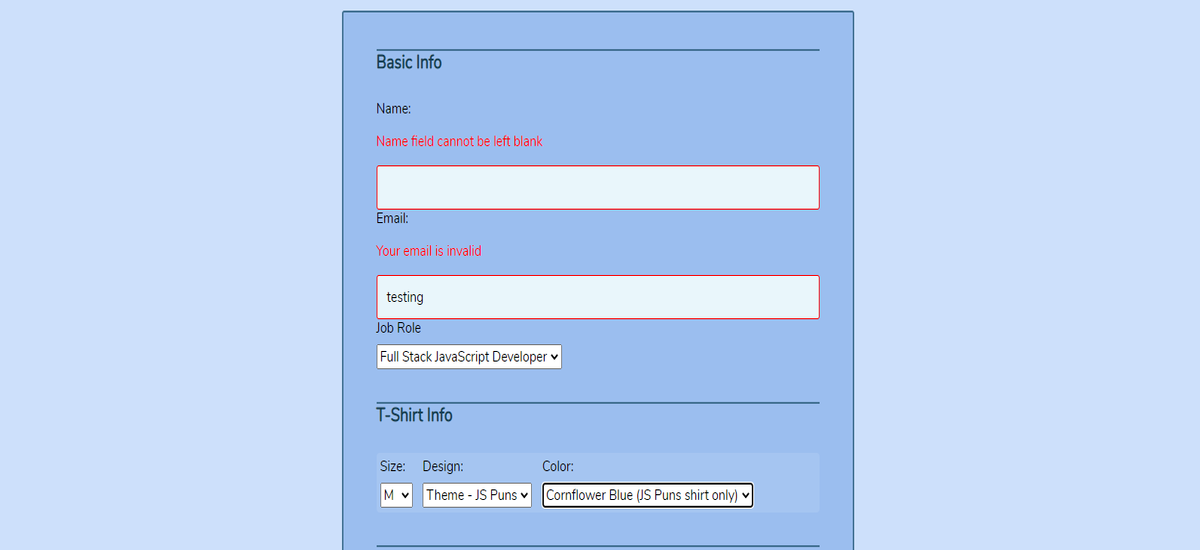 Basic Info
Name:
Name field cannot be left blank
Email:
Your email is invalid
testing
Job Role
Full Stack JavaScript Developer
T-Shirt Info
Size: Design: Color:
M Theme - JS Puns Cornflower Blue (JS Puns shirt only)